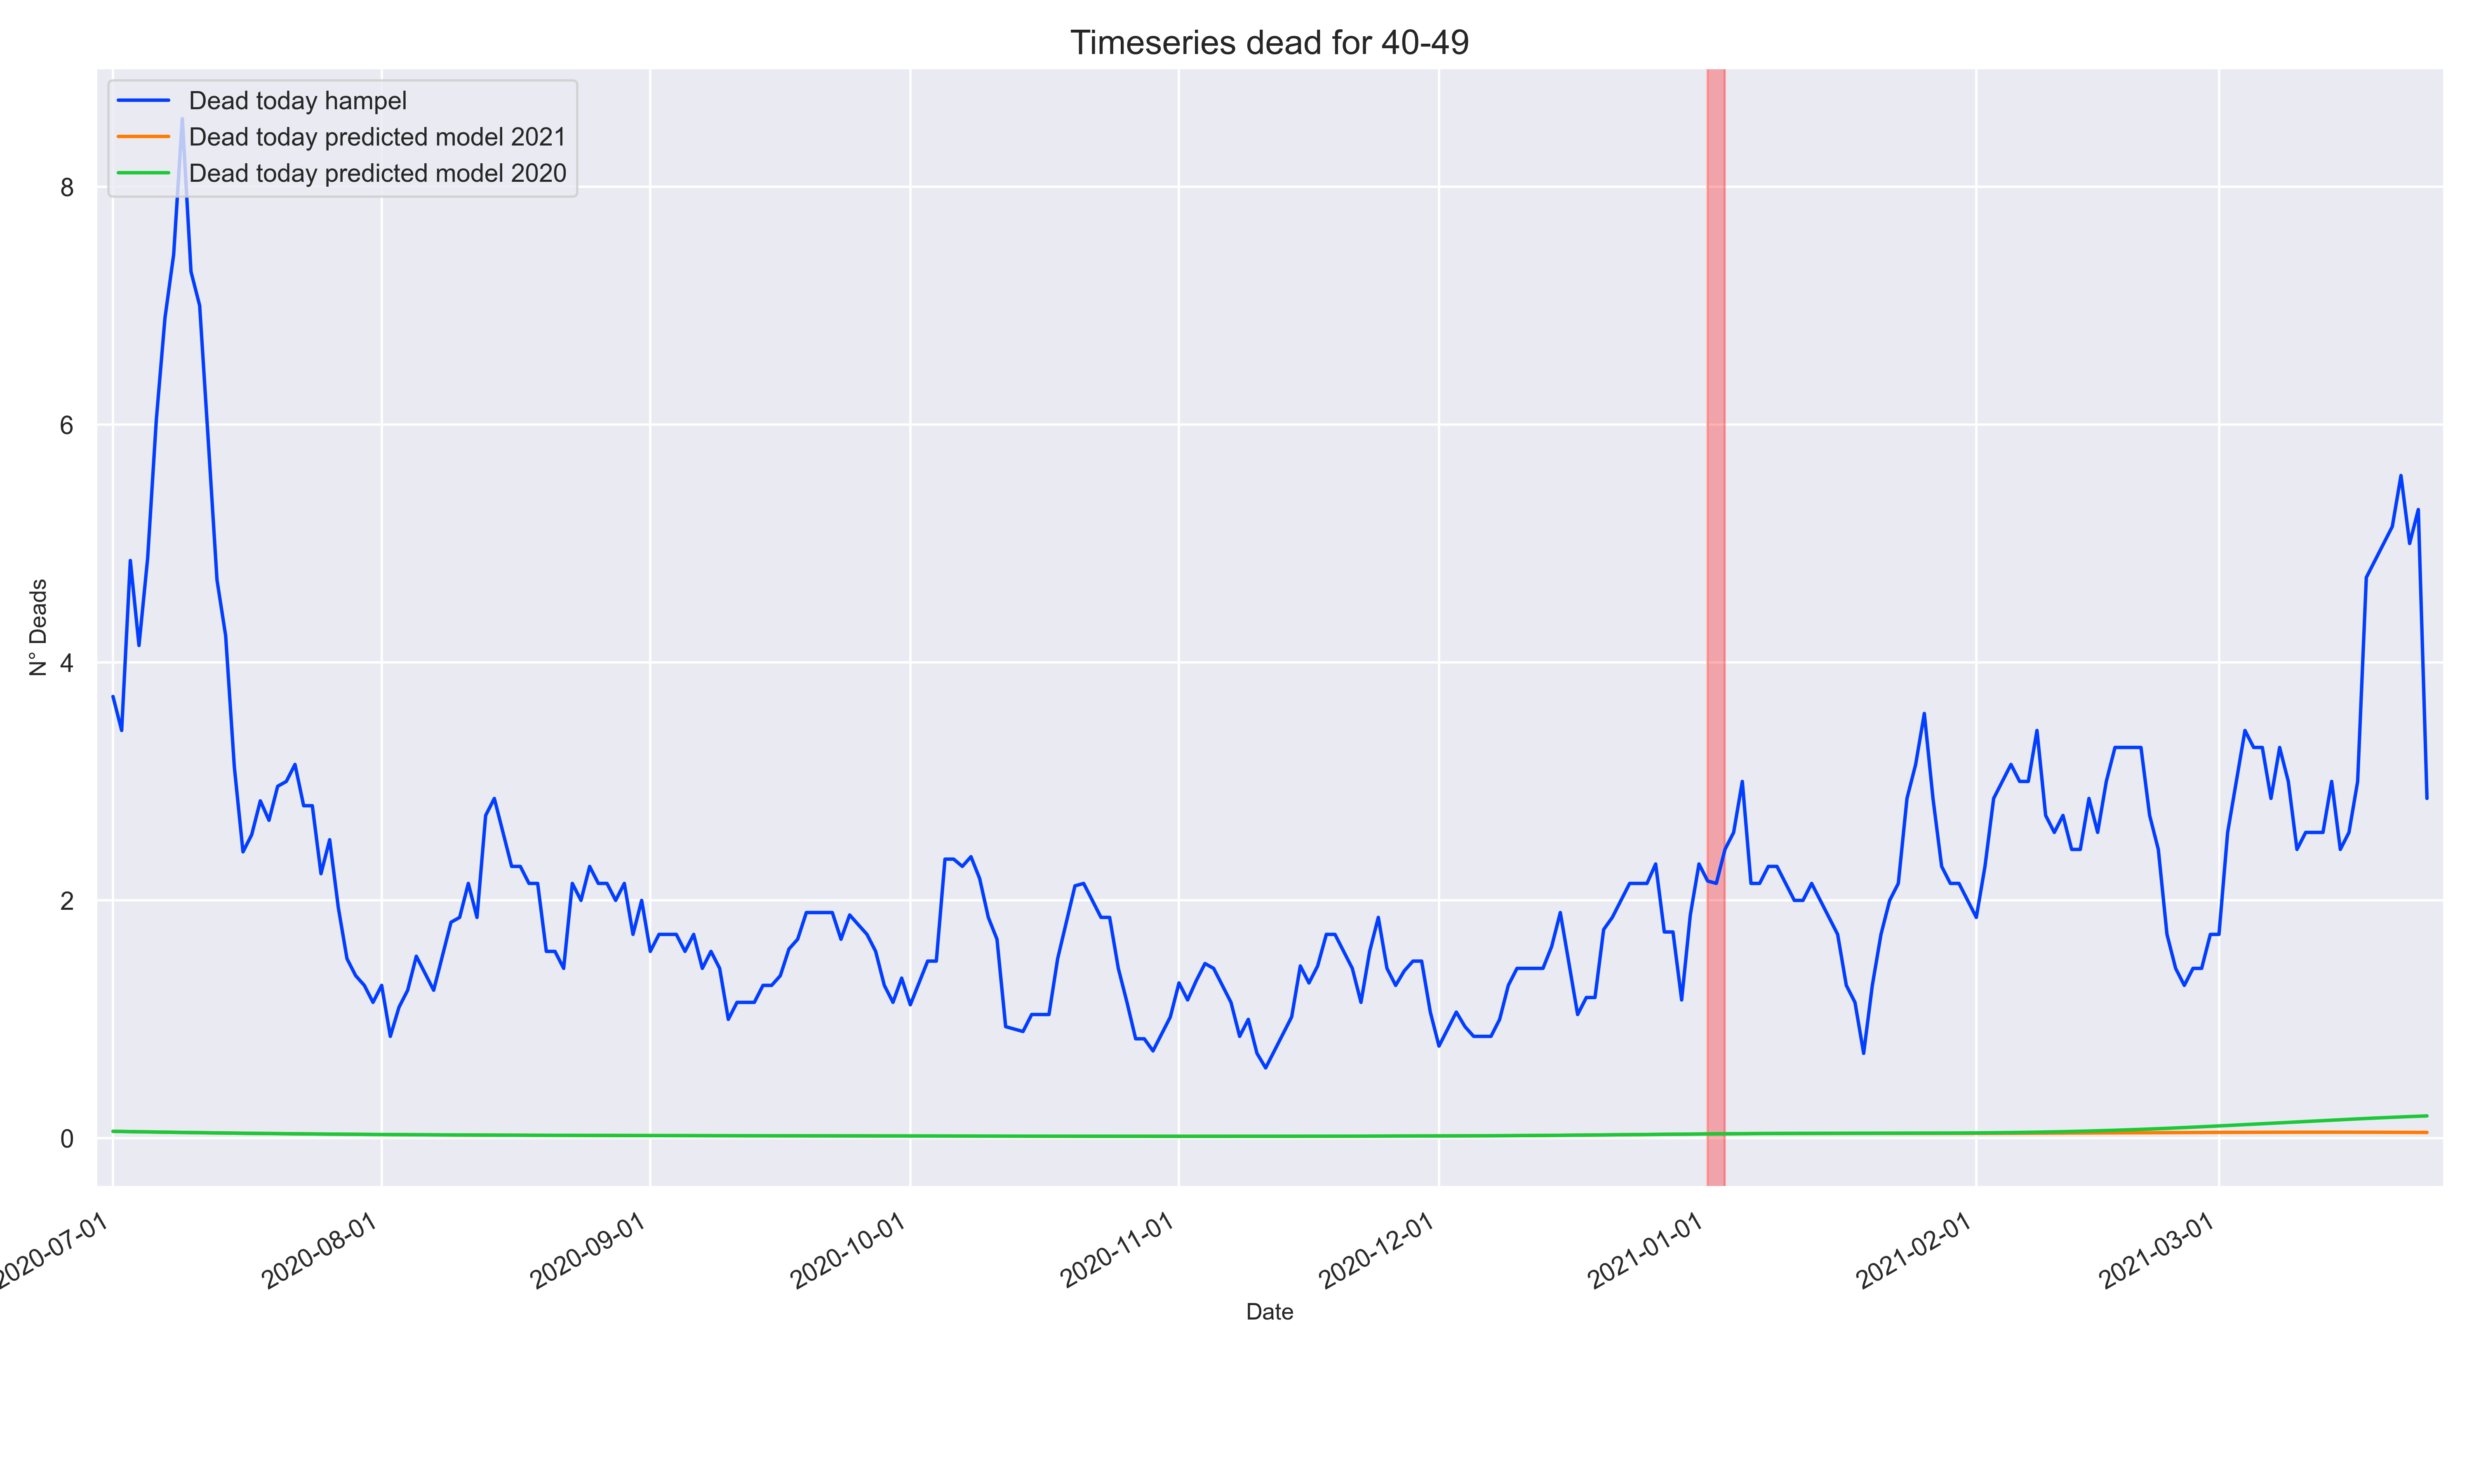 Timeseries dead for 40-49
Dead today hampel
Dead today predicted model 2021
Dead today predicted model 2020
8
6
4
2
0
N° Deads
2020-07-01
2020-08-01
2020-09-01
2020-10-01
2020-11-01
2020-12-01
2021-01-01
2021-02-01
2021-03-01
Date